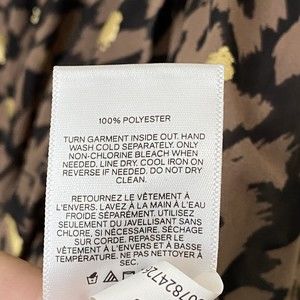 100% POLYESTER
TURN GARMENT INSIDE OUT. HAND
WASH COLD SEPARATELY. ONLY
NON-CHLORINE BLEACH WHEN
NEEDED. LINE DRY. COOL IRON ON
REVERSE IF NEEDED. DO NOT DRY
CLEAN.
RETOURNEZ LE VÊTEMENT À
L'ENVERS. LAVEZ À LA MAIN À L'EAU
FROIDE SÉPARÉMENT. UTILISEZ
SEULEMENT DU JAVELLISANT SANS
CHLORE, SI NÉCESSAIRE. SÉCHAGE
SUR CORDE. REPASSER LE
VÊTEMENT À L'ENVERS ET À BASSE
TEMPÉRATURE. NE PAS NETTOYER À
SEC.